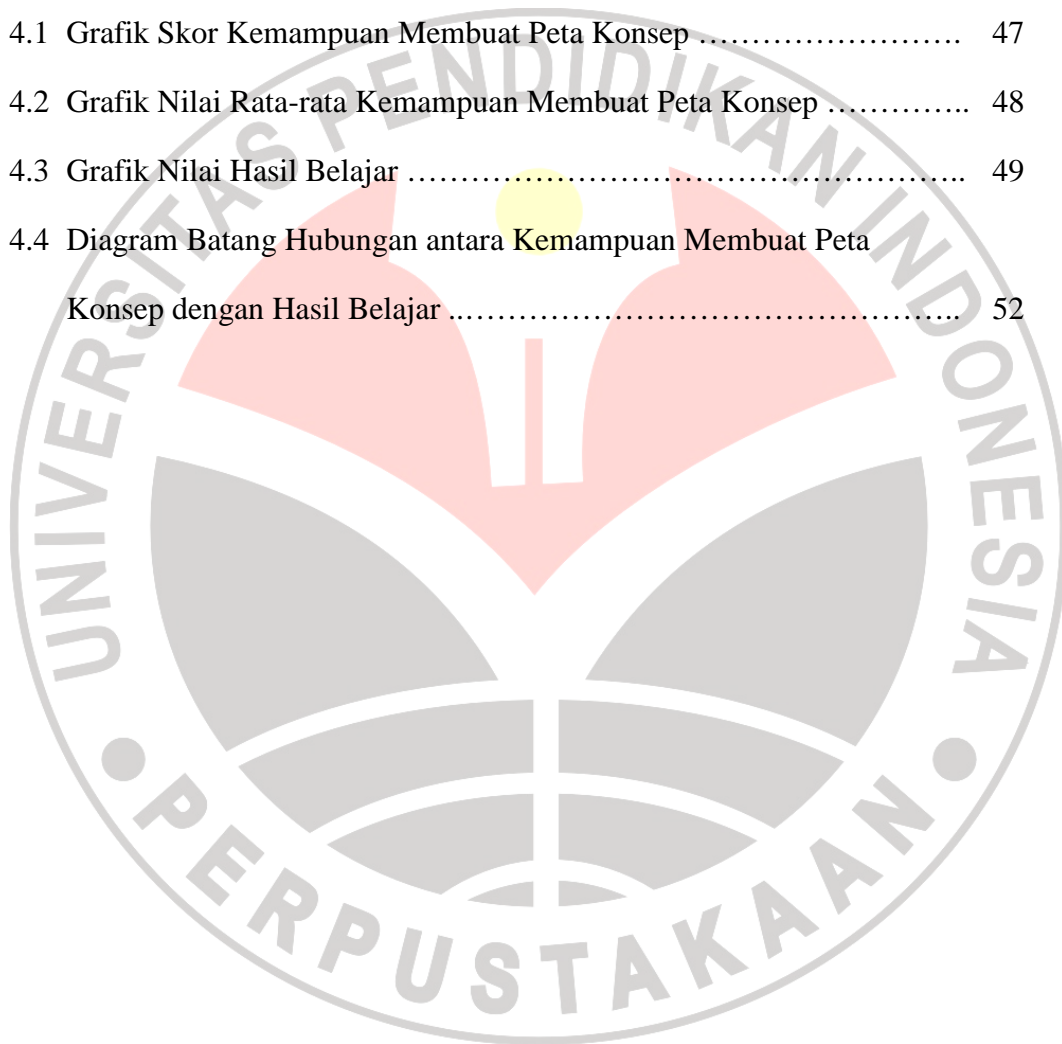 4.1 Grafik Skor Kemampuan Membuat Peta Konsep ……………………. 47
4.2 Grafik Nilai Rata-rata Kemampuan Membuat Peta Konsep ………….. 48
4.3 Grafik Nilai Hasil Belajar ……………………………………………. 49
4.4 Diagram Batang Hubungan antara Kemampuan Membuat Peta
Konsep dengan Hasil Belajar ..……………………………………….. 52
UNIVERSITAS PENDIDIKAN INDONESIA
PERPUSTAKAAN